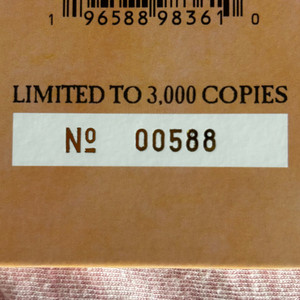 1 96588 98361 0
LIMITED TO 3,000 COPIES
Nº 00588